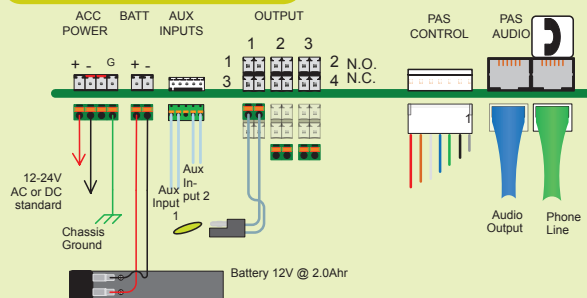 ACC POWER
BATT
AUX INPUTS
OUTPUT
PAS CONTROL
PAS AUDIO
+ - G
+ -
1 2 3
1
3
2 N.O.
4 N.C.
1
12-24V
AC or DC
standard
Chassis
Ground
Aux
Input
1
Aux
In-
put 2
Audio
Output
Phone
Line
Battery 12V @ 2.0Ahr